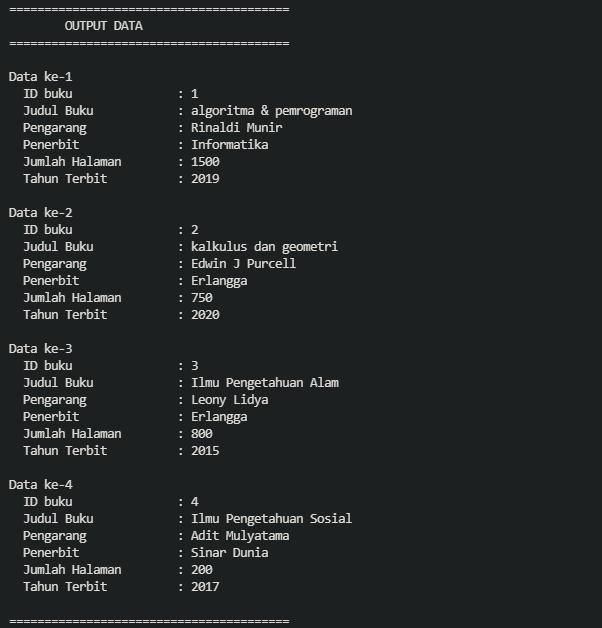 ========================================
OUTPUT DATA
========================================
Data ke-1
ID buku : 1
Judul Buku : algoritma & pemrograman
Pengarang : Rinaldi Munir
Penerbit : Informatika
Jumlah Halaman : 1500
Tahun Terbit : 2019
Data ke-2
ID buku : 2
Judul Buku : kalkulus dan geometri
Pengarang : Edwin J Purcell
Penerbit : Erlangga
Jumlah Halaman : 750
Tahun Terbit : 2020
Data ke-3
ID buku : 3
Judul Buku : Ilmu Pengetahuan Alam
Pengarang : Leony Lidya
Penerbit : Erlangga
Jumlah Halaman : 800
Tahun Terbit : 2015
Data ke-4
ID buku : 4
Judul Buku : Ilmu Pengetahuan Sosial
Pengarang : Adit Mulyatama
Penerbit : Sinar Dunia
Jumlah Halaman : 200
Tahun Terbit : 2017
========================================